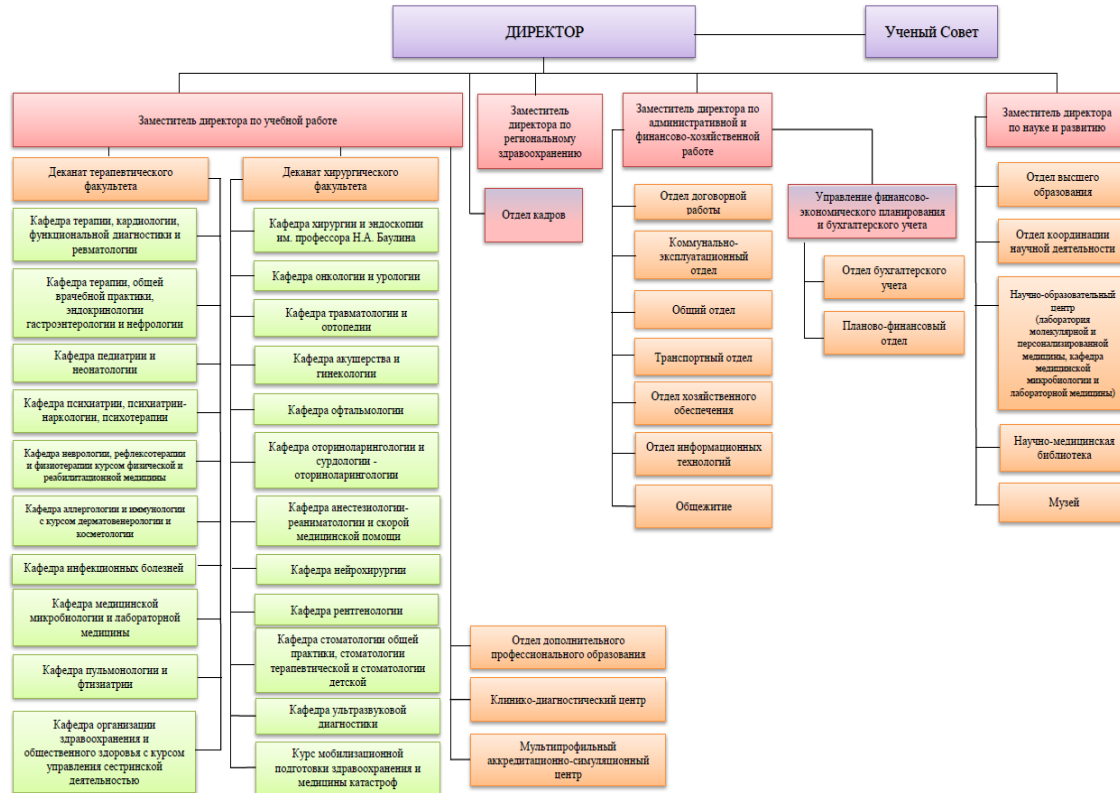 ДИРЕКТОР
Ученый Совет
Заместитель директора по учебной работе
Заместитель
директора по
региональному
здравоохранению
Заместитель директора по
административной и
финансово-хозяйственной
работе
Заместитель директора
по науке и развитию
Деканат терапевтического
факультета
Кафедра терапии, кардиологии,
функциональной диагностики и
ревматологии
Кафедра терапии, общей
врачебной практики,
эндокринологии
гастроэнтерологии и нефрологии
Кафедра педиатрии и
неонатологии
Кафедра психиатрии, психиатрии-
наркологии, психотерапии
Кафедра неврологии, рефлексотерапии
и физиотерапии курсом физической и
реабилитационной медицины
Кафедра аллергологии и иммунологии
с курсом дерматовенерологии и
косметологии
Кафедра инфекционных болезней
Кафедра медицинской
микробиологии и лабораторной
медицины
Кафедра пульмонологии и
фтизиатрии
Кафедра организации
здравоохранения и
общественного здоровья с курсом
управления сестринской
деятельностью
Деканат хирургического
факультета
Кафедра хирургии и эндоскопии
им. профессора Н.А. Баулина
Кафедра онкологии и урологии
Кафедра травматологии и
ортопедии
Кафедра акушерства и
гинекологии
Кафедра офтальмологии
Кафедра оториноларингологии и
сурдологии -
оториноларингологии
Кафедра анестезиологии-
реаниматологии и скорой
медицинской помощи
Кафедра нейрохирургии
Кафедра рентгенологии
Кафедра стоматологии общей
практики, стоматологии
терапевтической и стоматологии
детской
Кафедра ультразвуковой
диагностики
Курс мобилизационной
подготовки здравоохранения и
медицины катастроф
Отдел кадров
Отдел дополнительного
профессионального образования
Клинико-диагностический центр
Мультипрофильный
аккредитационно-симуляционный
центр
Отдел договорной
работы
Коммунально-
эксплуатационный
отдел
Общий отдел
Транспортный отдел
Отдел хозяйственного
обеспечения
Отдел информационных
технологий
Общежитие
Управление финансово-
экономического планирования
и бухгалтерского учета
Отдел бухгалтерского
учета
Планово-финансовый
отдел
Отдел высшего
образования
Отдел координации
научной деятельности
Научно-образовательный
центр
(лаборатория
молекулярной и
персонализированной
медицины, кафедра
медицинской
микробиологии и
лабораторной медицины)
Научно-медицинская
библиотека
Музей